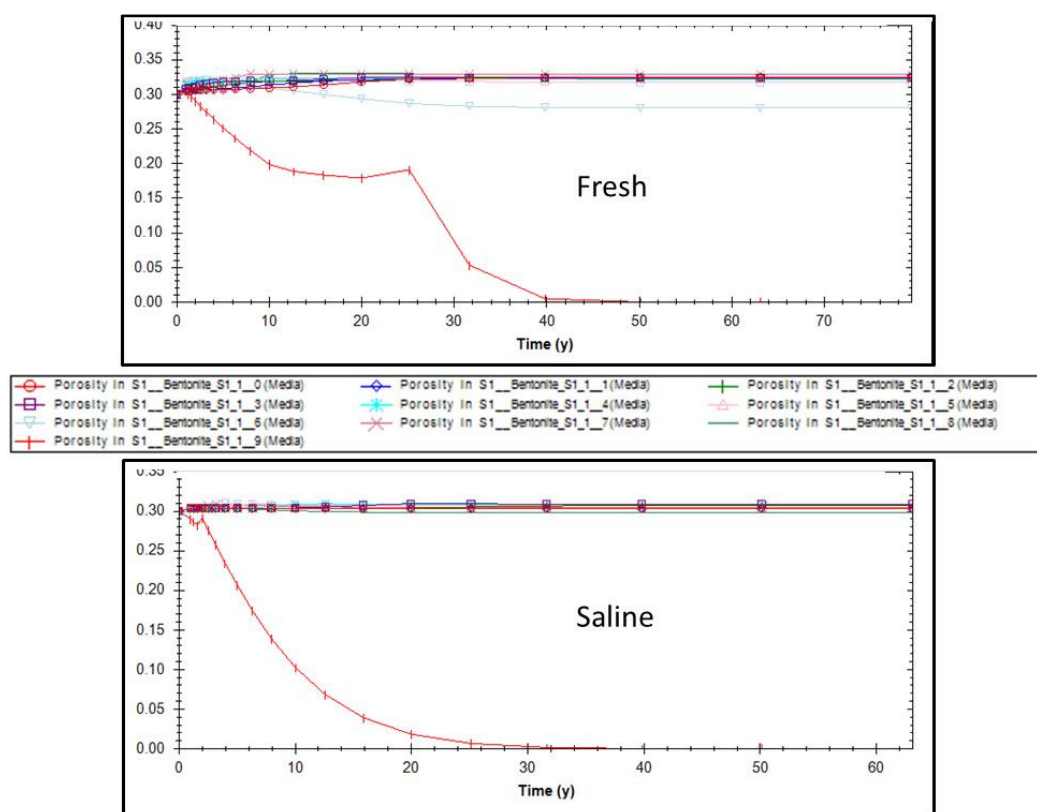 0.40
0.35
0.30
0.25
0.20
0.15
0.10
0.05
0.00
Fresh
0 10 20 30 40 50 60 70
Time (y)
Porosity in S1__Bentonite_S1_1__0 (Media) Porosity in S1__Bentonite_S1_1__1 (Media) Porosity in S1__Bentonite_S1_1__2 (Media)
Porosity in S1__Bentonite_S1_1__3 (Media) Porosity in S1__Bentonite_S1_1__4 (Media) Porosity in S1__Bentonite_S1_1__5 (Media)
Porosity in S1__Bentonite_S1_1__6 (Media) Porosity in S1__Bentonite_S1_1__7 (Media) Porosity in S1__Bentonite_S1_1__8 (Media)
Porosity in S1__Bentonite_S1_1__9 (Media)
0.35
0.30
0.25
0.20
0.15
0.10
0.05
0.00
Saline
0 10 20 30 40 50 60
Time (y)